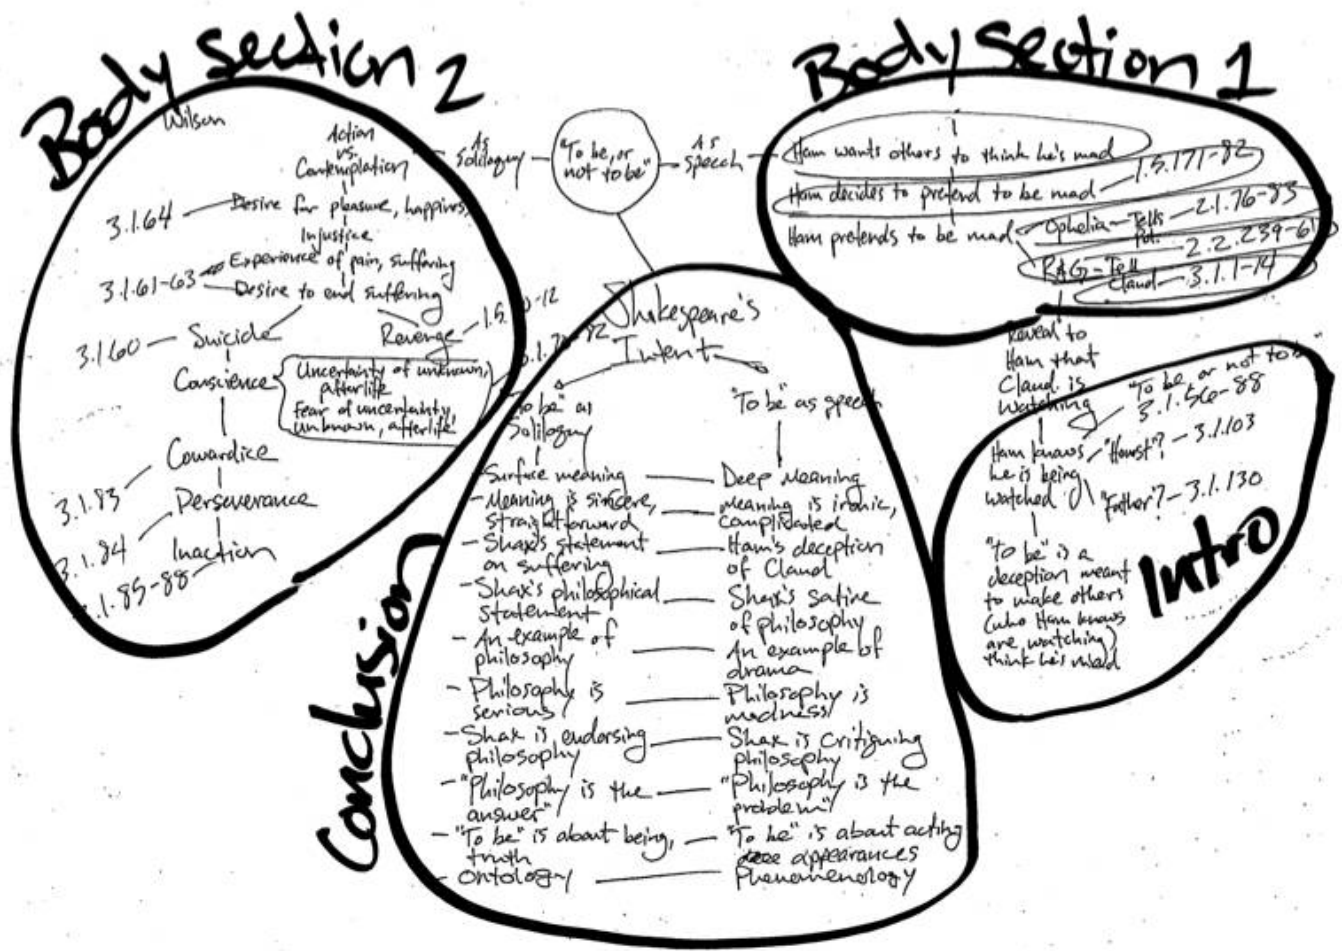 Body Section 2
Wilson
Action
vs.
Contemplation
3.1.64
Desire for pleasure, happiness,
Injustice
3.1.61-63
Experience of pain, suffering
Desire to end suffering
3.1.60
Suicide
Revenge
Conscience
Uncertainty of unknown,
afterlife
fear of uncertainty,
unknown, afterlife
Cowardice
3.1.83
Perseverance
3.1.84
Inaction
.1.85-88
As
Soliloquy
"To be, or
not to be"
As
speech
Body Section 1
Ham wants others to think he's mad
Ham decides to pretend to be mad
1.5.171-82
Ham pretends to be mad
Ophelia-Tells
Pol.
2.1.76-83
2.2.239-61
R&G-Tell
Claud
3.1.1-14
Reveal to
Ham that
Claud. is
watching
"To be or not to be"
3.1.56-88
Ham knows
he is being
watched
"Honest"? - 3.1.103
"Father"? - 3.1.130
"To be" is a
deception meant
to make others
(who Ham knows
are watching)
think he's mad
Intro
Shakespeare's
Intent
"To be" as
Soliloquy
"To be" as speech
Surface meaning
Deep Meaning
- Meaning is sincere,
straightforward
Meaning is ironic,
complicated
- Shax's statement
on suffering
Ham's deception
of Claud
- Shax's philosophical
statement
Shax's satire
of philosophy
- An example of
philosophy
An example of
drama
- Philosophy is
serious
Philosophy is
madness
- Shax is endorsing
philosophy
Shax is critiquing
philosophy
- "Philosophy is the
answer"
"Philosophy is the
problem"
- "To be" is about being,
truth
"To be" is about acting
appearances
- Ontology
Phenomenology
Conclusion